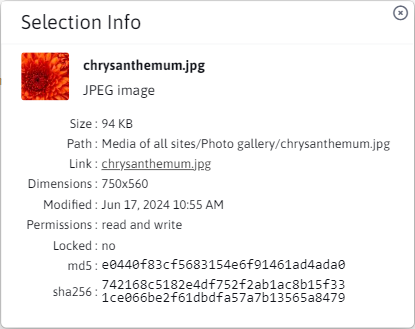 Selection Info
chrysanthemum.jpg
JPEG image
Size : 94 KB
Path : Media of all sites/Photo gallery/chrysanthemum.jpg
Link : chrysanthemum.jpg
Dimensions : 750x560
Modified : Jun 17, 2024 10:55 AM
Permissions : read and write
Locked : no
md5 : e0440f83cf5683154e6f91461ad4ada0
sha256 : 742168c5182e4df752f2ab1ac8b15f33
1ce066be2f61dbdfa57a7b13565a8479